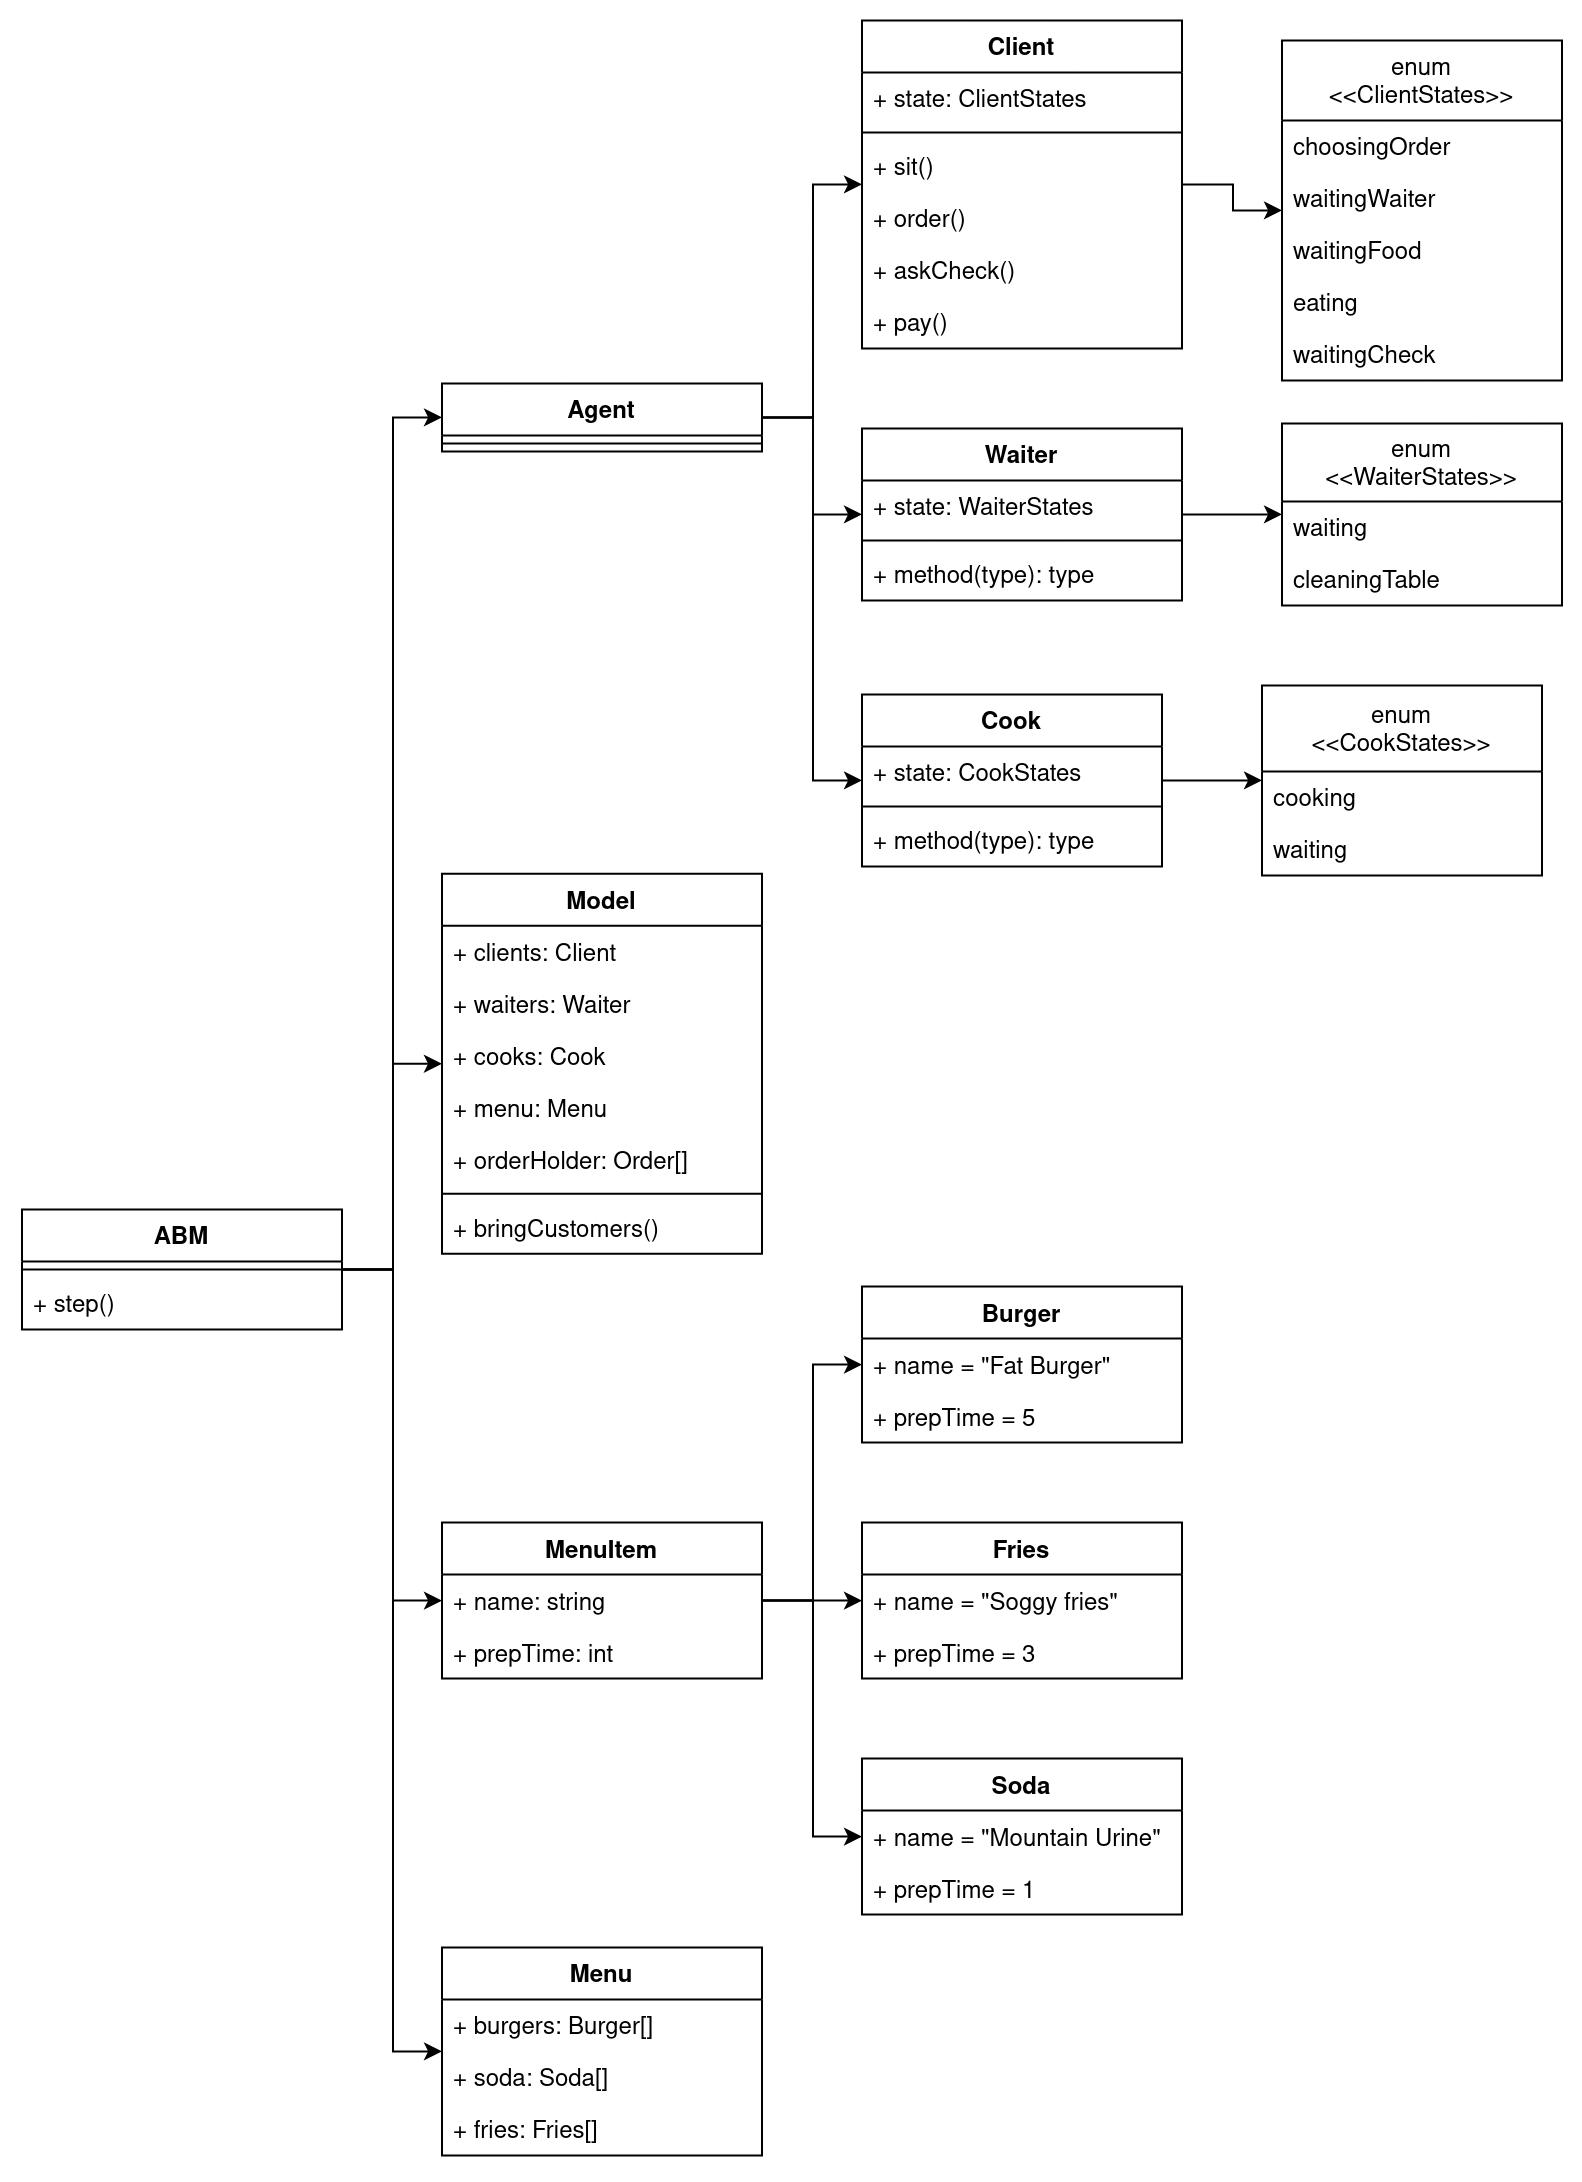 Client
+ state: ClientStates
+ sit()
+ order()
+ askCheck()
+ pay()
enum
<<ClientStates>>
choosingOrder
waitingWaiter
waitingFood
eating
waitingCheck
Agent
Waiter
+ state: WaiterStates
+ method(type): type
enum
<<WaiterStates>>
waiting
cleaningTable
Cook
+ state: CookStates
+ method(type): type
enum
<<CookStates>>
cooking
waiting
Model
+ clients: Client
+ waiters: Waiter
+ cooks: Cook
+ menu: Menu
+ orderHolder: Order[]
+ bringCustomers()
ABM
+ step()
Burger
+ name = "Fat Burger"
+ prepTime = 5
MenuItem
+ name: string
+ prepTime: int
Fries
+ name = "Soggy fries"
+ prepTime = 3
Soda
+ name = "Mountain Urine"
+ prepTime = 1
Menu
+ burgers: Burger[]
+ soda: Soda[]
+ fries: Fries[]